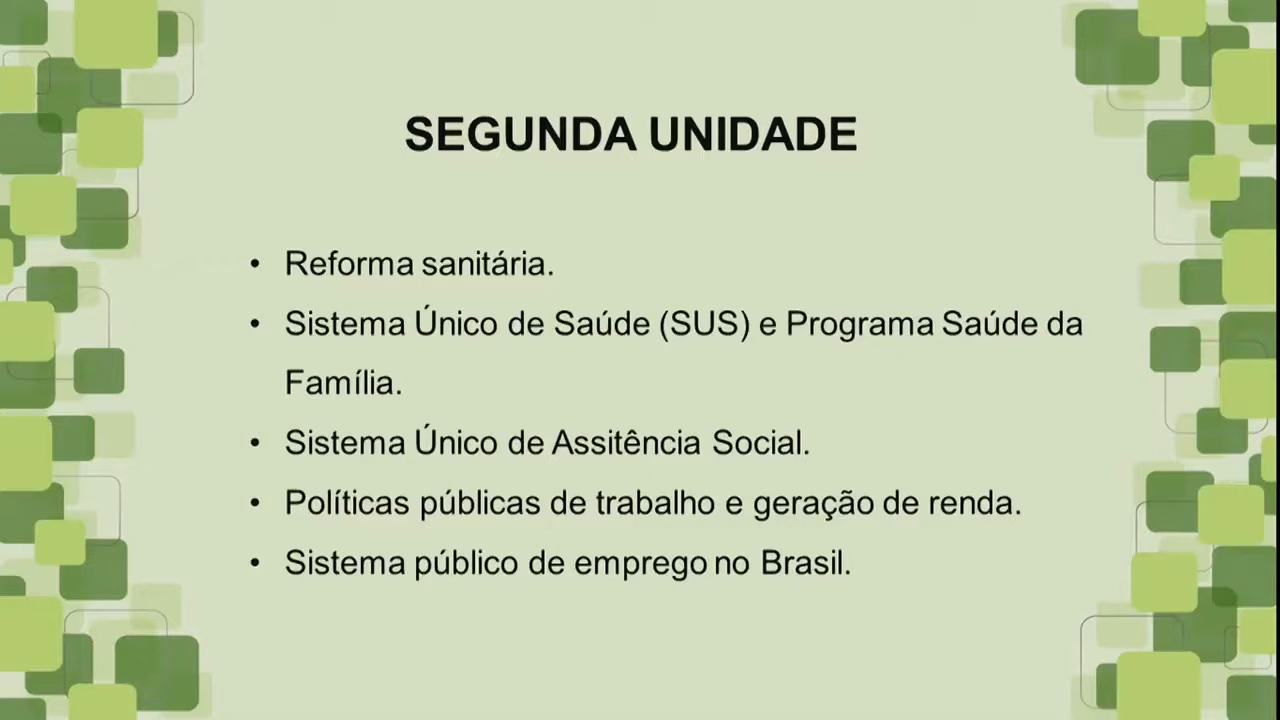 SEGUNDA UNIDADE
• Reforma sanitária.
• Sistema Único de Saúde (SUS) e Programa Saúde da
Família.
• Sistema Único de Assitência Social.
• Políticas públicas de trabalho e geração de renda.
• Sistema público de emprego no Brasil.